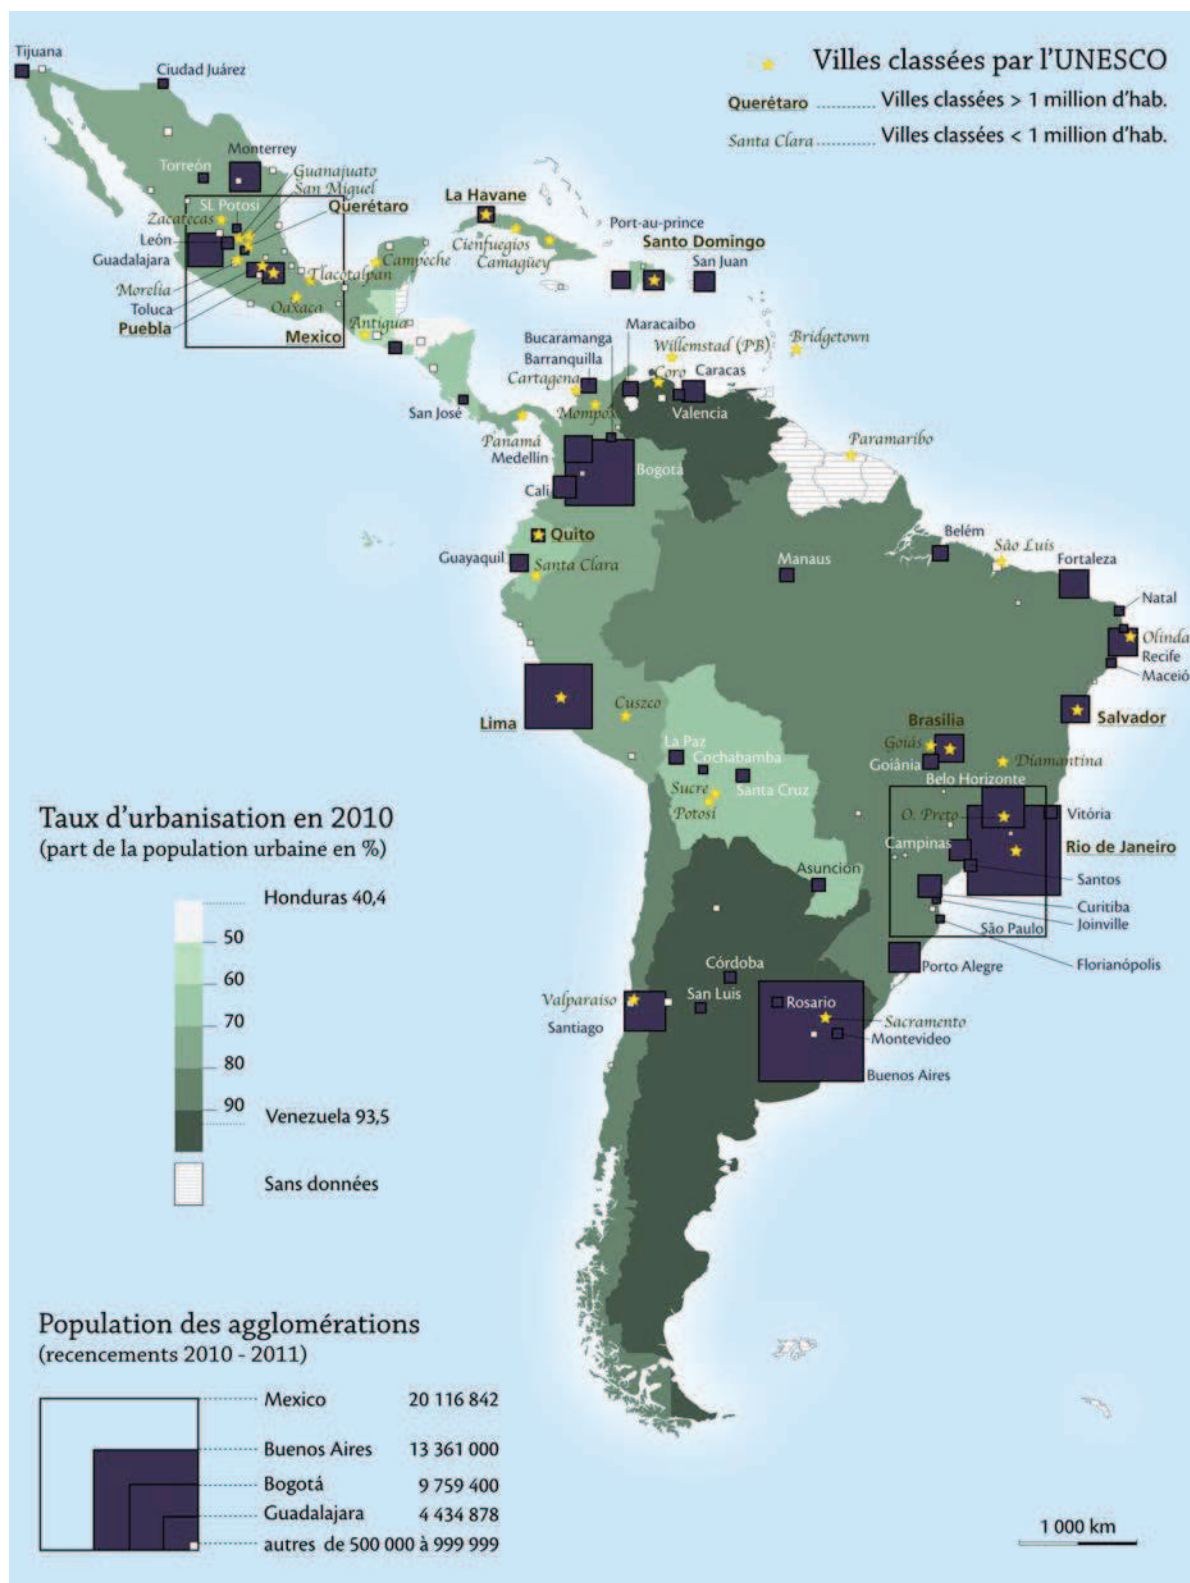 Villes classées par l'UNESCO
Querétaro ........... Villes classées > 1 million d'hab.
Santa Clara ........... Villes classées < 1 million d'hab.
Tijuana
Ciudad Juárez
Torreón
Monterrey
Guanajuato
San Miguel
SL Potosi
Querétaro
Zacatecas
León
Guadalajara
Morelia
Toluca
Puebla
Mexico
Tlacotalpan
Oaxaca
Campeche
Antigua
La Havane
Cienfuegios
Camagüey
Port-au-prince
Santo Domingo
San Juan
Bucaramanga
Barranquilla
Cartagena
Maracaibo
Willemstad (PB)
Bridgetown
Coro
Caracas
Valencia
San José
Mompox
Panamá
Medellin
Bogota
Cali
Paramaribo
Quito
Guayaquil
Santa Clara
Manaus
Belém
São Luís
Fortaleza
Natal
Olinda
Recife
Maceió
Lima
Cuszco
Salvador
Brasilia
Goiás
Goiânia
Diamantina
La Paz
Cochabamba
Santa Cruz
Sucre
Potosí
Belo Horizonte
O. Preto
Vitória
Campinas
Rio de Janeiro
Asunción
Santos
Curitiba
Joinville
São Paulo
Florianópolis
Porto Alegre
Córdoba
San Luis
Rosario
Valparaiso
Santiago
Sacramento
Montevideo
Buenos Aires
Taux d'urbanisation en 2010
(part de la population urbaine en %)
Honduras 40,4
50
60
70
80
90
Venezuela 93,5
Sans données
Population des agglomérations
(recencements 2010 - 2011)
Mexico 20 116 842
Buenos Aires 13 361 000
Bogotá 9 759 400
Guadalajara 4 434 878
autres de 500 000 à 999 999
1 000 km